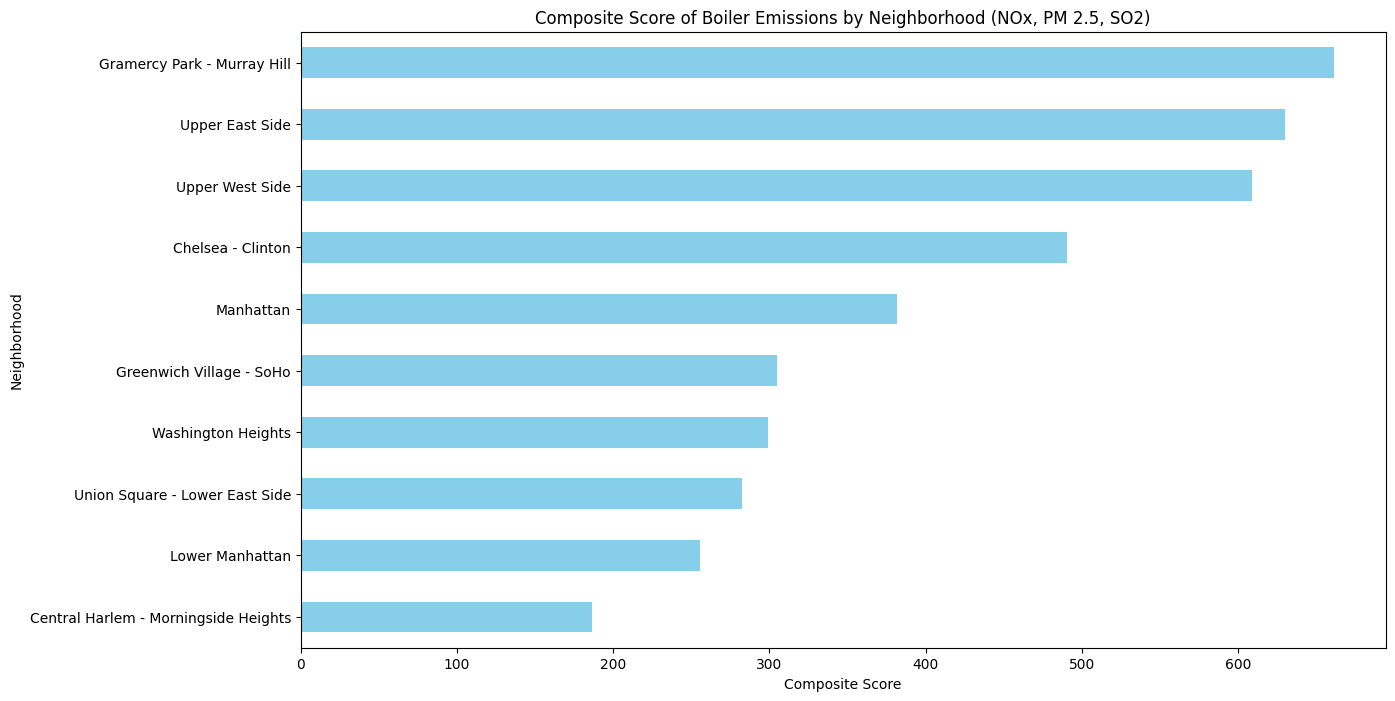 Composite Score of Boiler Emissions by Neighborhood (NOx, PM 2.5, SO2)
Neighborhood
Gramercy Park - Murray Hill
Upper East Side
Upper West Side
Chelsea - Clinton
Manhattan
Greenwich Village - SoHo
Washington Heights
Union Square - Lower East Side
Lower Manhattan
Central Harlem - Morningside Heights
0 100 200 300 400 500 600
Composite Score